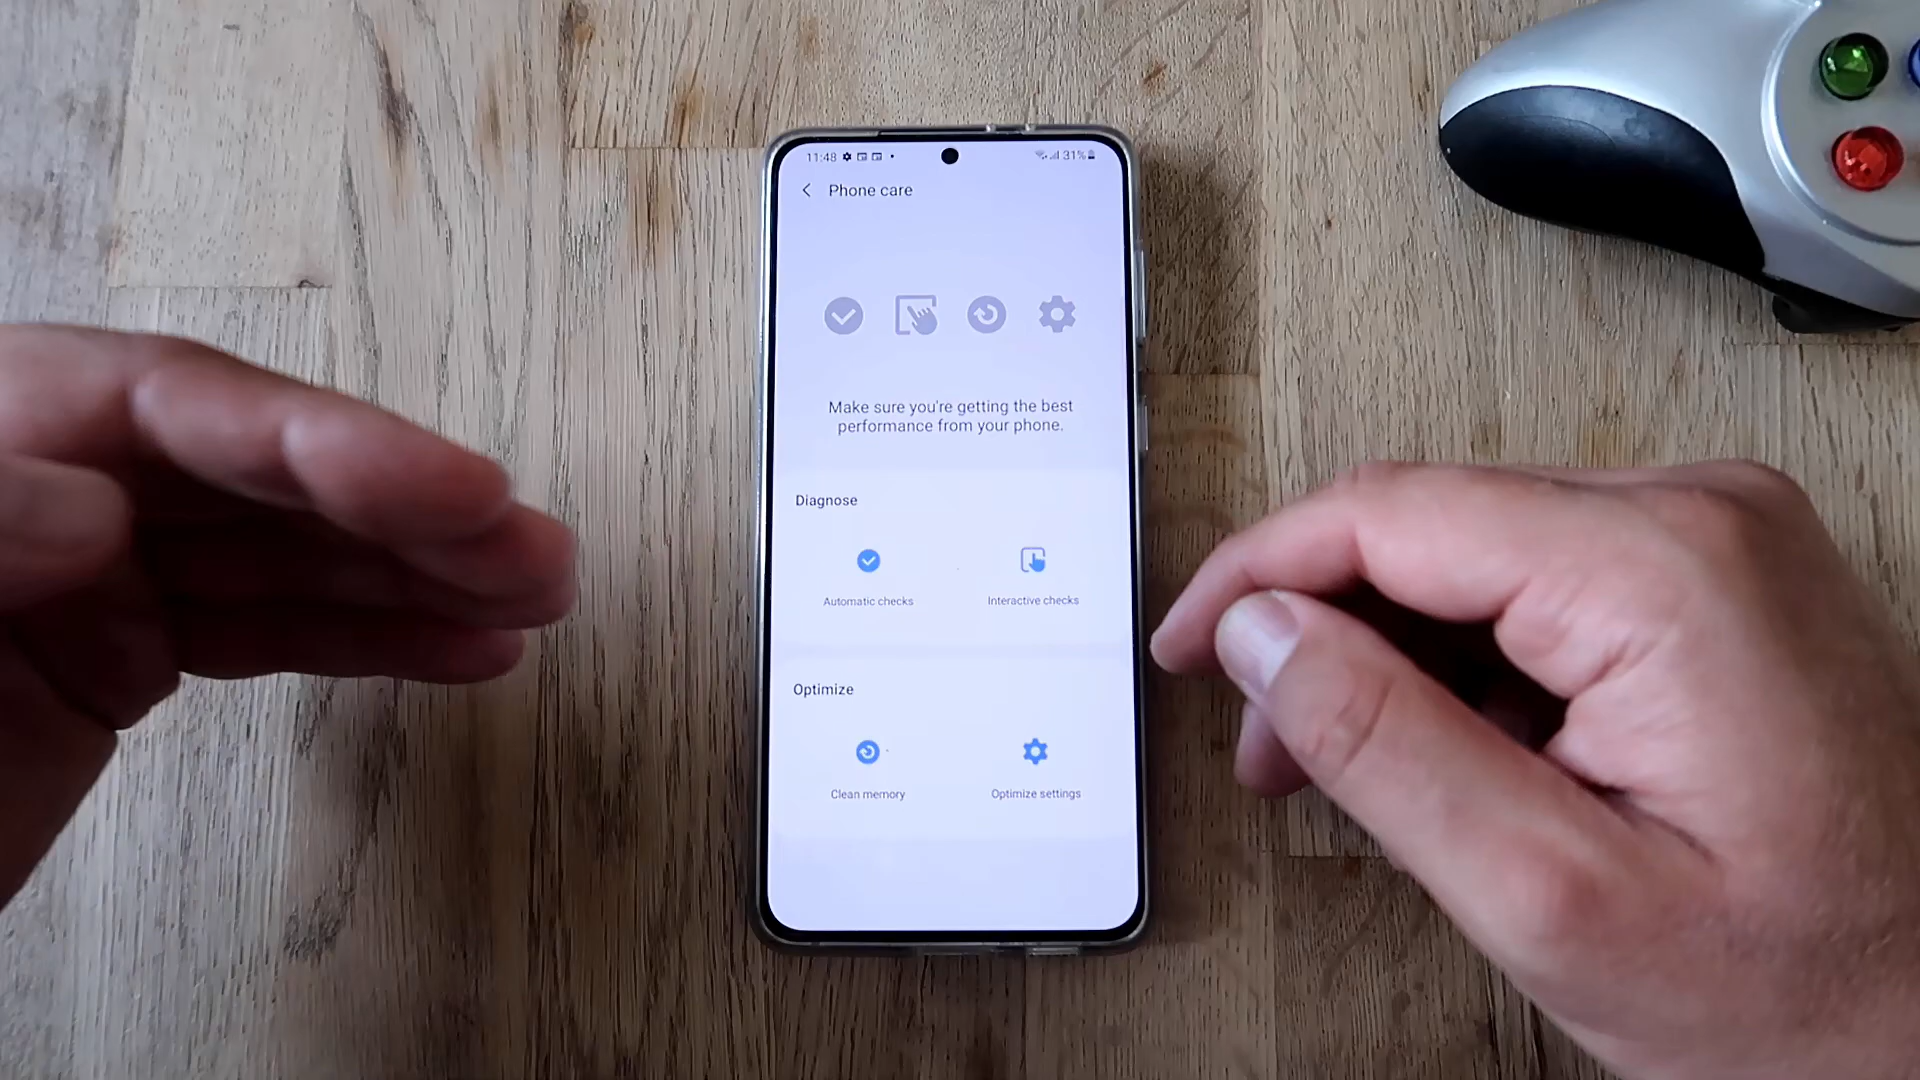 11:48
31%
Phone care
Make sure you're getting the best
performance from your phone.
Diagnose
Automatic checks
Interactive checks
Optimize
Clean memory
Optimize settings